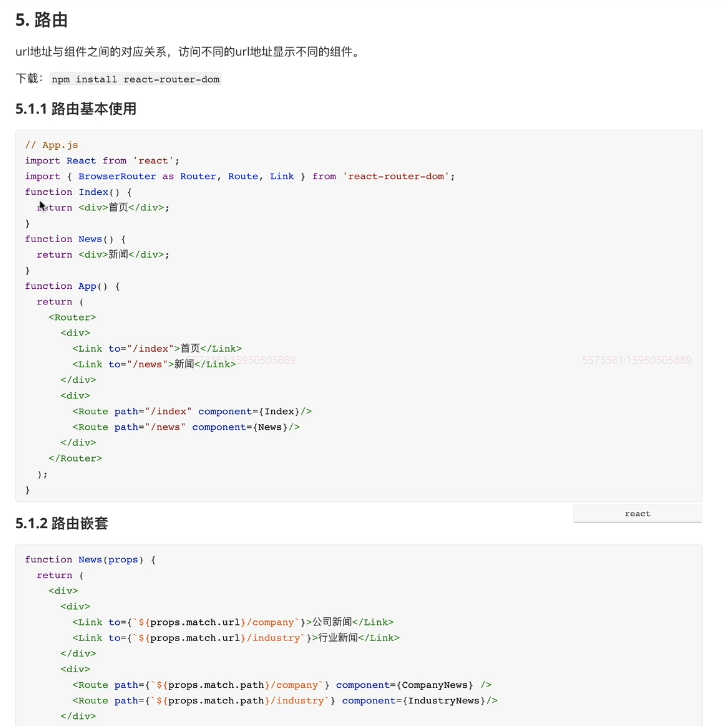 5. 路由
url地址与组件之间的对应关系，访问不同的url地址显示不同的组件。
下载： npm install react-router-dom
5.1.1 路由基本使用
// App.js
import React from 'react';
import { BrowserRouter as Router, Route, Link } from 'react-router-dom';
function Index() {
  return <div>首页</div>;
}
function News() {
  return <div>新闻</div>;
}
function App() {
  return (
    <Router>
      <div>
        <Link to="/index">首页</Link>
        <Link to="/news">新闻</Link>
      </div>
      <div>
        <Route path="/index" component={Index}/>
        <Route path="/news" component={News}/>
      </div>
    </Router>
  );
}
5573361:15950505889
react
5.1.2 路由嵌套
function News(props) {
  return (
    <div>
      <div>
        <Link to={`${props.match.url}/company`}>公司新闻</Link>
        <Link to={`${props.match.url}/industry`}>行业新闻</Link>
      </div>
      <div>
        <Route path={`${props.match.path}/company`} component={CompanyNews} />
        <Route path={`${props.match.path}/industry`} component={IndustryNews}/>
      </div>